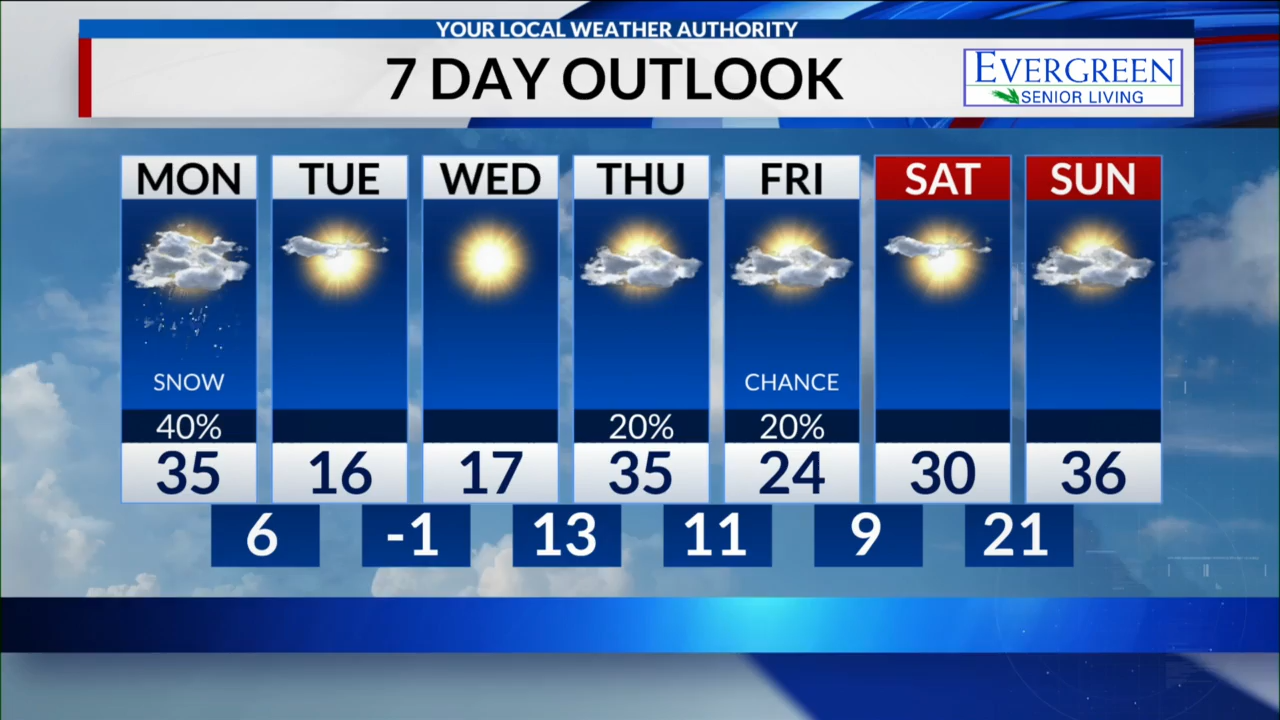 YOUR LOCAL WEATHER AUTHORITY
7 DAY OUTLOOK
EVERGREEN
SENIOR LIVING
MON TUE WED THU FRI SAT SUN
SNOW CHANCE
40% 20% 20%
35 16 17 35 24 30 36
6 -1 13 11 9 21